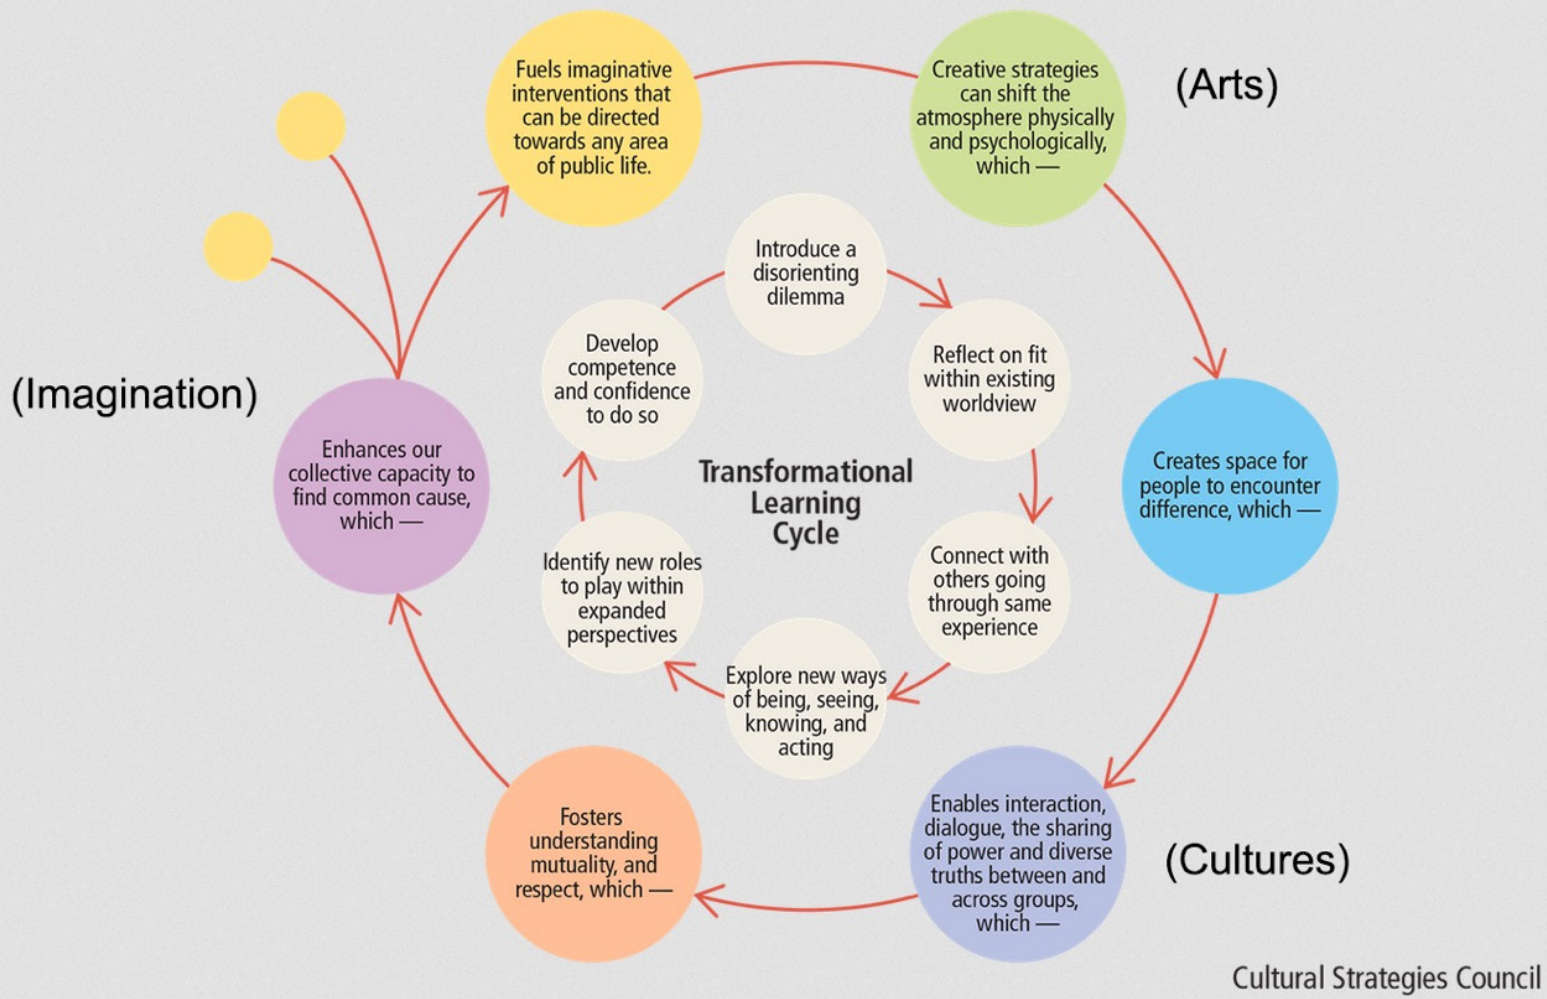 Fuels imaginative
interventions that
can be directed
towards any area
of public life.
Creative strategies
can shift the
atmosphere physically
and psychologically,
which —
(Arts)
Introduce a
disorienting
dilemma
Develop
competence
and confidence
to do so
Reflect on fit
within existing
worldview
(Imagination)
Enhances our
collective capacity to
find common cause,
which —
Transformational
Learning
Cycle
Creates space for
people to encounter
difference, which —
Identify new roles
to play within
expanded
perspectives
Connect with
others going
through same
experience
Explore new ways
of being, seeing,
knowing, and
acting
Fosters
understanding
mutuality, and
respect, which —
Enables interaction,
dialogue, the sharing
of power and diverse
truths between and
across groups,
which —
(Cultures)
Cultural Strategies Council